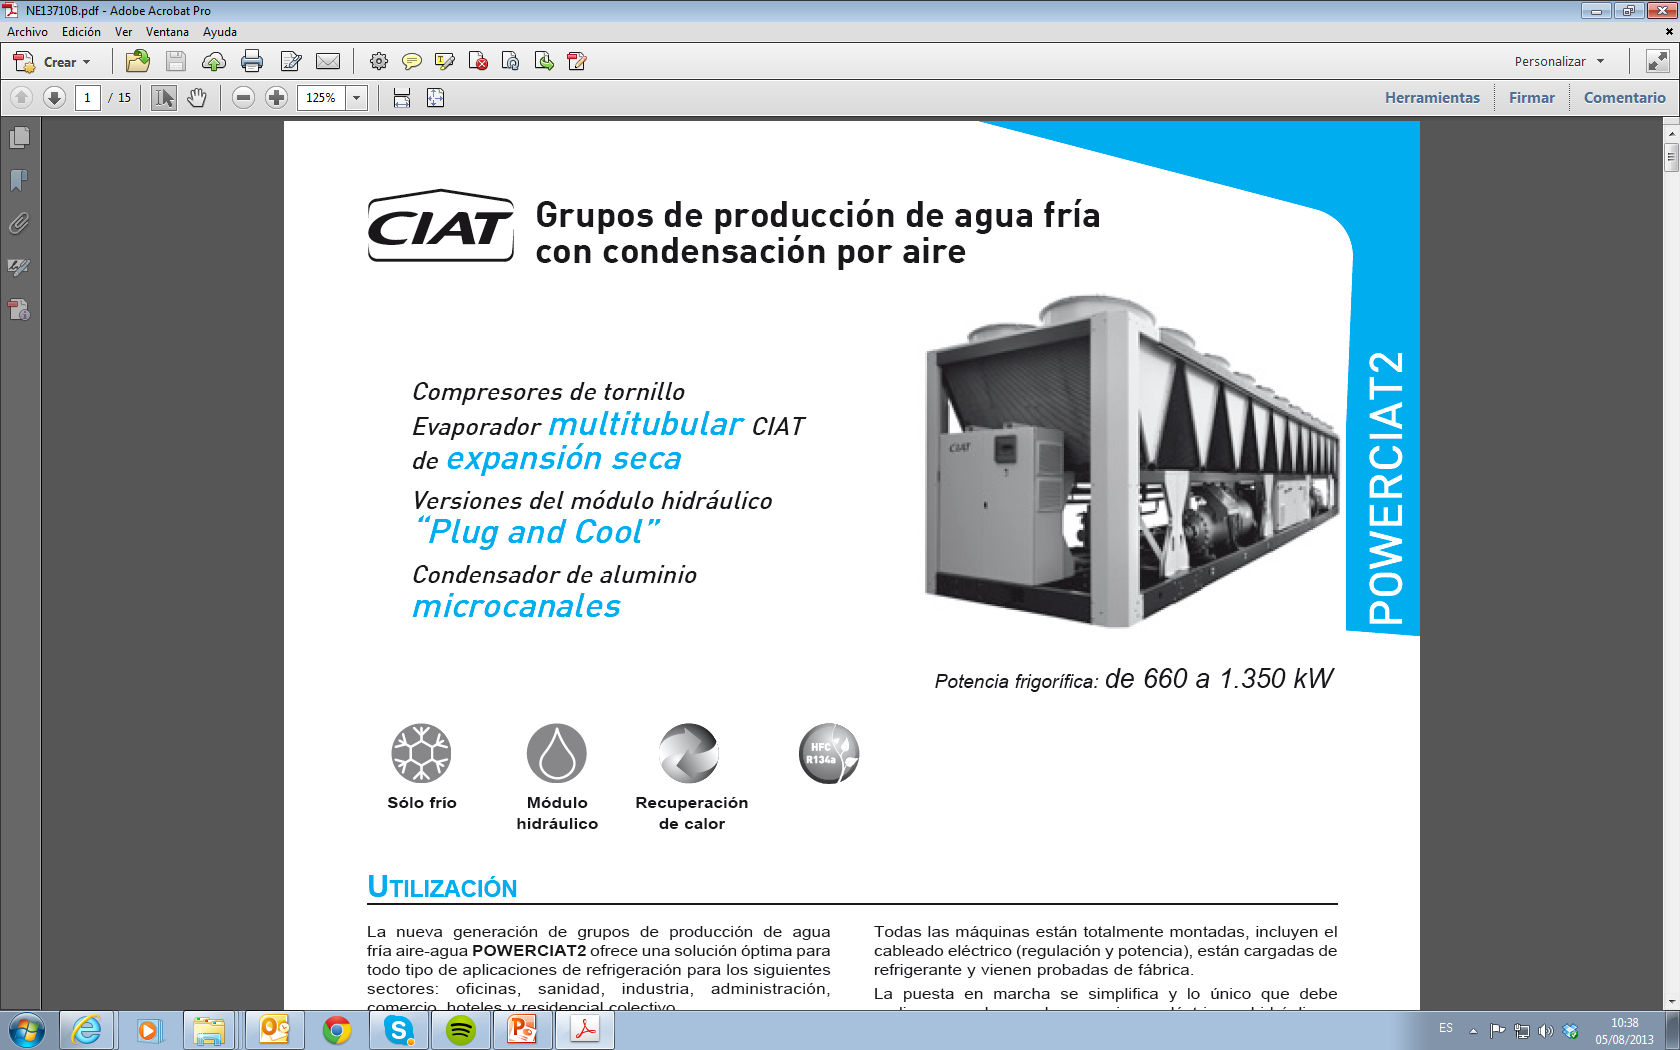 NE13710B.pdf - Adobe Acrobat Pro
Archivo Edición Ver Ventana Ayuda
Crear
Personalizar
1 / 15
125%
Herramientas Firmar Comentario
CIAT
Grupos de producción de agua fría
con condensación por aire
POWERCIAT2
CIAT
Compresores de tornillo
Evaporador multitubular CIAT
de expansión seca
Versiones del módulo hidráulico
“Plug and Cool”
Condensador de aluminio
microcanales
Potencia frigorífica: de 660 a 1.350 kW
HFC
R134a
Sólo frío
Módulo
hidráulico
Recuperación
de calor
UTILIZACIÓN
La nueva generación de grupos de producción de agua
fría aire-agua POWERCIAT2 ofrece una solución óptima para
todo tipo de aplicaciones de refrigeración para los siguientes
sectores: oficinas, sanidad, industria, administración,
comercio, hoteles y residencial colectivo.
Todas las máquinas están totalmente montadas, incluyen el
cableado eléctrico (regulación y potencia), están cargadas de
refrigerante y vienen probadas de fábrica.
La puesta en marcha se simplifica y lo único que debe
ES
10:38
05/08/2013